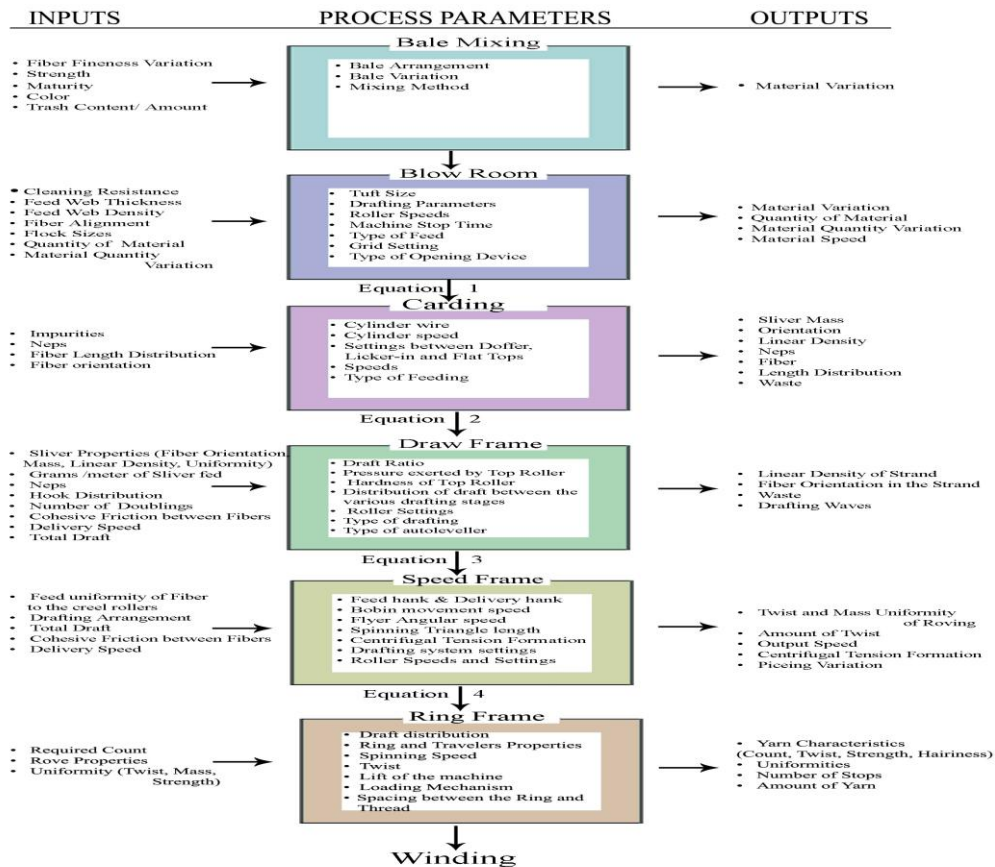 INPUTS
PROCESS PARAMETERS
OUTPUTS
Bale Mixing
• Fiber Fineness Variation
• Strength
• Maturity
• Color
• Trash Content/ Amount
• Bale Arrangement
• Bale Variation
• Mixing Method
• Material Variation
Blow Room
• Cleaning Resistance
• Feed Web Thickness
• Feed Web Density
• Fiber Alignment
• Flock Sizes
• Quantity of Material
• Material Quantity
Variation
• Tuft Size
• Drafting Parameters
• Roller Speeds
• Machine Stop Time
• Type of Feed
• Grid Setting
• Type of Opening Device
• Material Variation
• Quantity of Material
• Material Quantity Variation
• Material Speed
Equation 1
Carding
• Impurities
• Neps
• Fiber Length Distribution
• Fiber orientation
• Cylinder wire
• Cylinder speed
• Settings between Doffer,
Licker-in and Flat Tops
• Speeds
• Type of Feeding
• Sliver Mass
• Orientation
• Linear Density
• Neps
• Fiber
• Length Distribution
• Waste
Equation 2
Draw Frame
• Sliver Properties (Fiber Orientation,
Mass, Linear Density, Uniformity)
• Grams /meter of Sliver fed
• Neps
• Hook Distribution
• Number of Doublings
• Cohesive Friction between Fibers
• Delivery Speed
• Total Draft
• Draft Ratio
• Pressure exerted by Top Roller
• Hardness of Top Roller
• Distribution of draft between the
various drafting stages
• Roller Settings
• Type of drafting
• Type of autoleveller
• Linear Density of Strand
• Fiber Orientation in the Strand
• Waste
• Drafting Waves
Equation 3
Speed Frame
• Feed uniformity of Fiber
to the creel rollers
• Drafting Arrangement
• Total Draft
• Cohesive Friction between Fibers
• Delivery Speed
• Feed hank & Delivery hank
• Bobin movement speed
• Flyer Angular speed
• Spinning Triangle length
• Centrifugal Tension Formation
• Drafting system settings
• Roller Speeds and Settings
• Twist and Mass Uniformity
of Roving
• Amount of Twist
• Output Speed
• Centrifugal Tension Formation
• Piceing Variation
Equation 4
Ring Frame
• Required Count
• Rove Properties
• Uniformity (Twist, Mass,
Strength)
• Draft distribution
• Ring and Travelers Properties
• Spinning Speed
• Twist
• Lift of the machine
• Loading Mechanism
• Spacing between the Ring and
Thread
• Yarn Characteristics
(Count, Twist, Strength, Hairiness)
• Uniformities
• Number of Stops
• Amount of Yarn
Winding